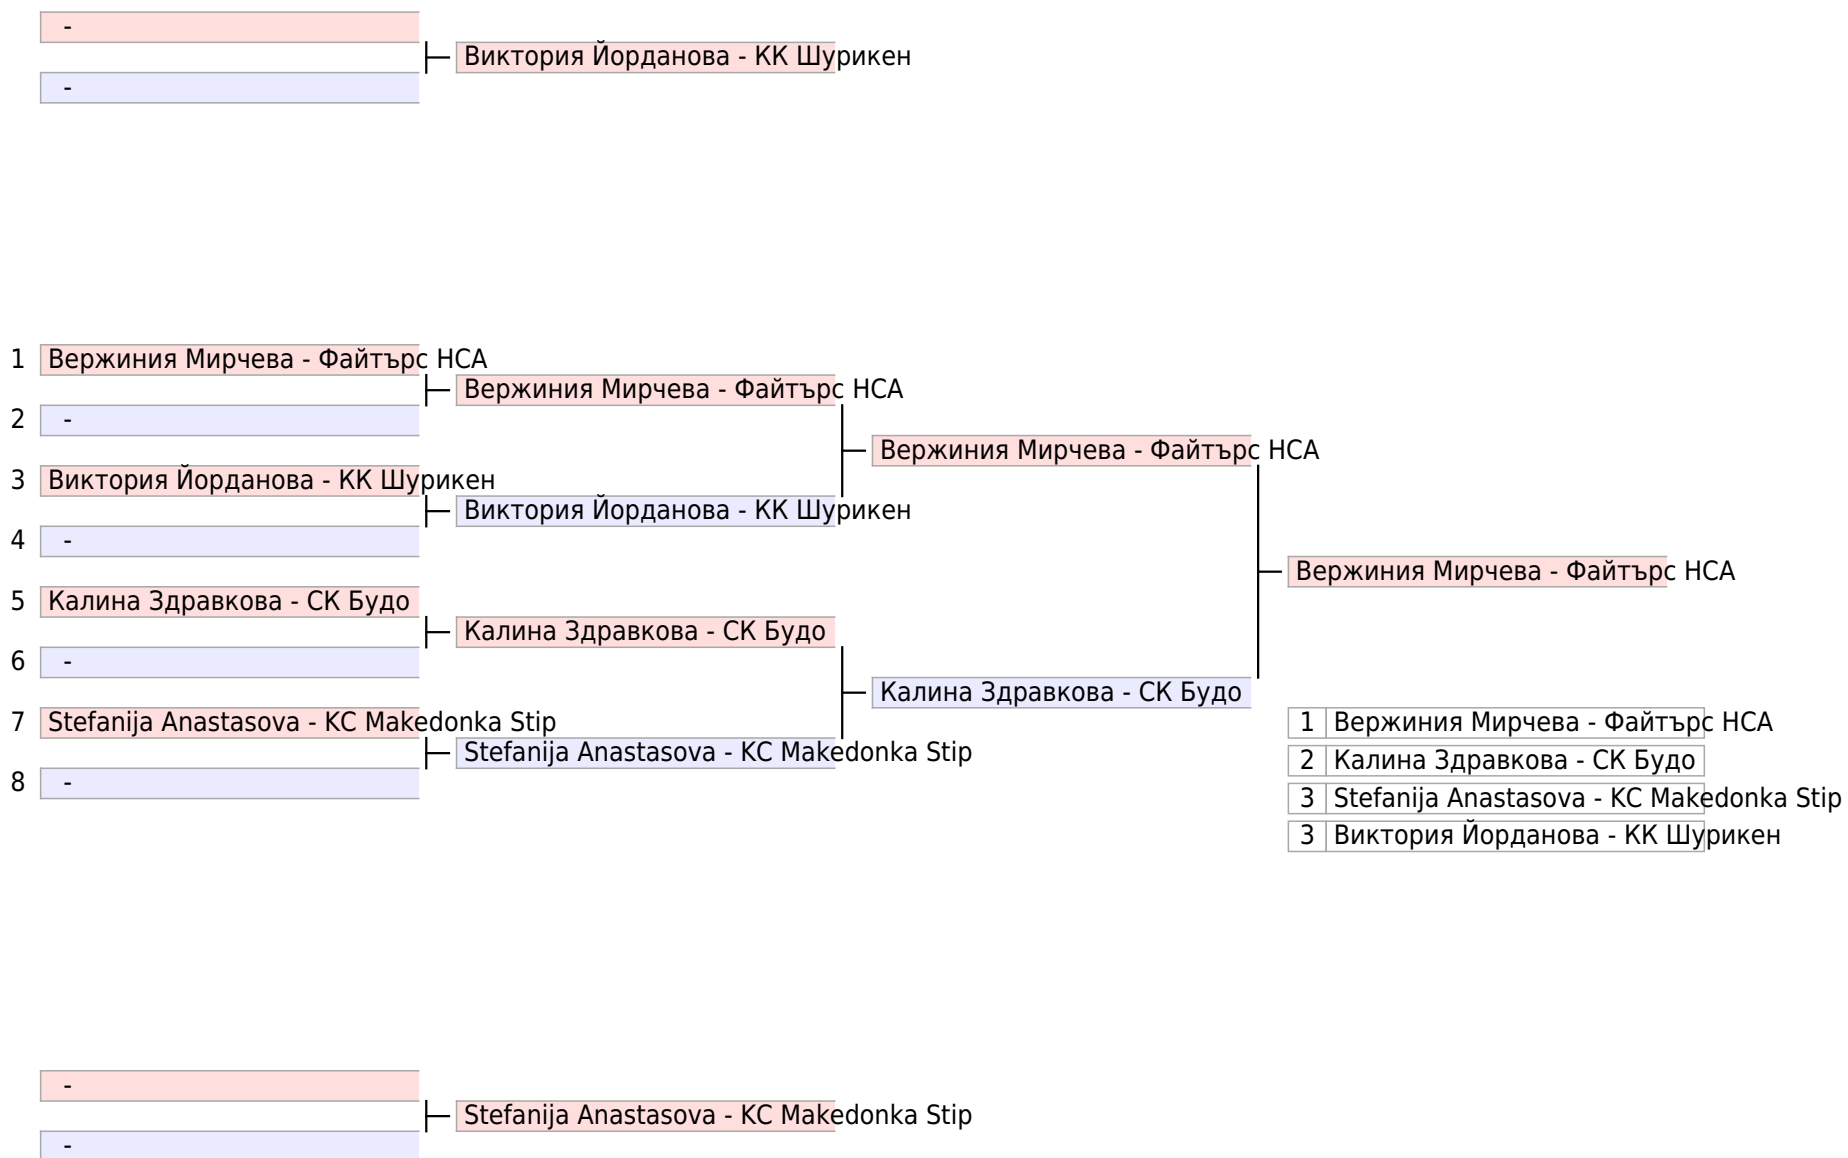 -
Виктория Йорданова - КК Шурикен
-
1 Вержиния Мирчева - Файтърс НСА
Вержиния Мирчева - Файтърс НСА
2 -
Вержиния Мирчева - Файтърс НСА
3 Виктория Йорданова - КК Шурикен
Виктория Йорданова - КК Шурикен
4 -
Вержиния Мирчева - Файтърс НСА
5 Калина Здравкова - СК Будо
Калина Здравкова - СК Будо
6 -
Калина Здравкова - СК Будо
7 Stefanija Anastasova - KC Makedonka Stip
Stefanija Anastasova - KC Makedonka Stip
8 -
1 Вержиния Мирчева - Файтърс НСА
2 Калина Здравкова - СК Будо
3 Stefanija Anastasova - KC Makedonka Stip
3 Виктория Йорданова - КК Шурикен
-
Stefanija Anastasova - KC Makedonka Stip
-